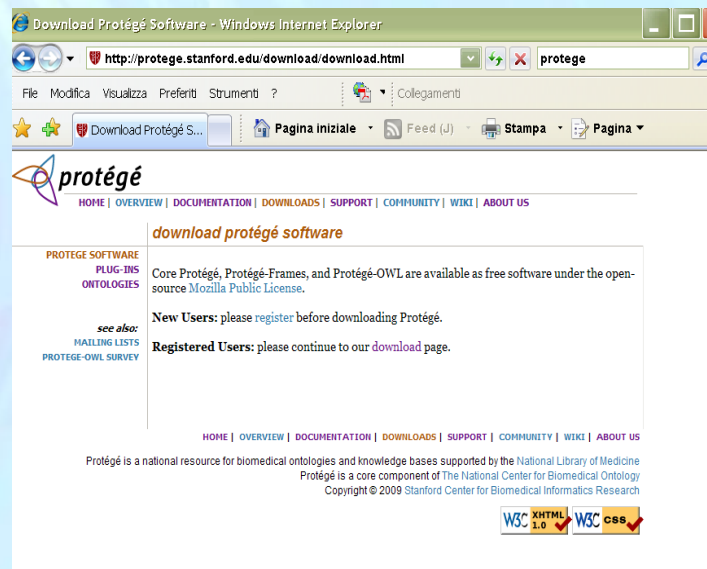 Download Protégé Software - Windows Internet Explorer
http://protege.stanford.edu/download/download.html protege
File Modifica Visualizza Preferiti Strumenti ? Collegamenti
Download Protégé S... Pagina iniziale Feed (J) Stampa Pagina
protégé
HOME | OVERVIEW | DOCUMENTATION | DOWNLOADS | SUPPORT | COMMUNITY | WIKI | ABOUT US
download protégé software
PROTEGE SOFTWARE
PLUG-INS
ONTOLOGIES
see also:
MAILING LISTS
PROTEGE-OWL SURVEY
Core Protégé, Protégé-Frames, and Protégé-OWL are available as free software under the open-
source Mozilla Public License.
New Users: please register before downloading Protégé.
Registered Users: please continue to our download page.
HOME | OVERVIEW | DOCUMENTATION | DOWNLOADS | SUPPORT | COMMUNITY | WIKI | ABOUT US
Protégé is a national resource for biomedical ontologies and knowledge bases supported by the National Library of Medicine
Protégé is a core component of The National Center for Biomedical Ontology
Copyright © 2009 Stanford Center for Biomedical Informatics Research
W3C XHTML 1.0 W3C css